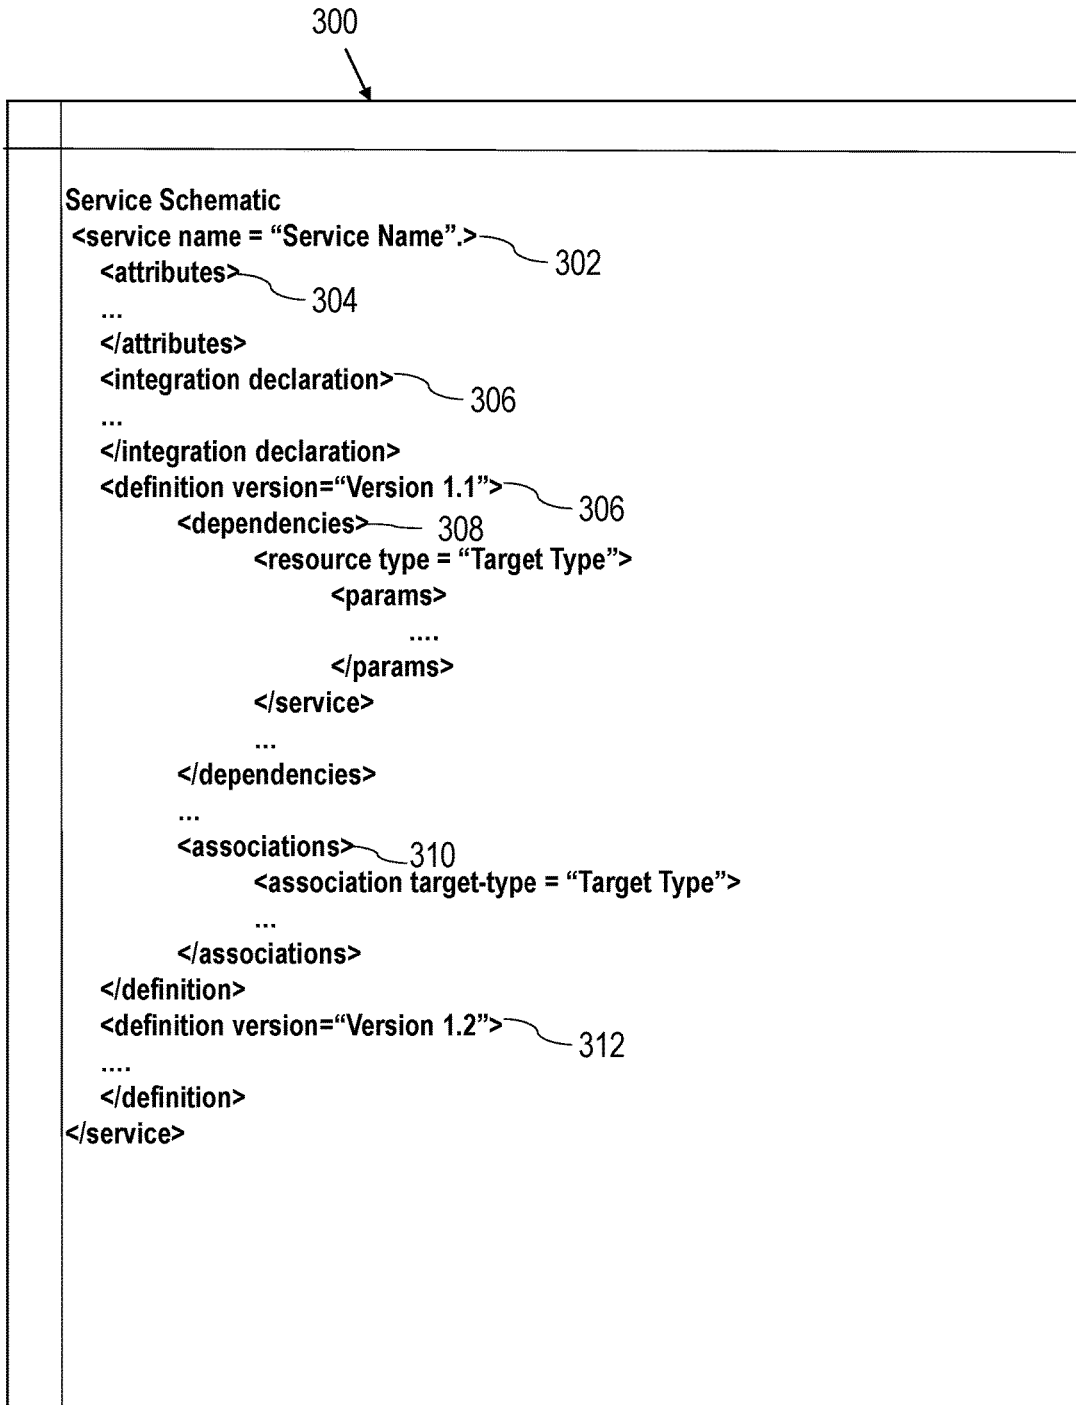 300
Service Schematic
<service name = “Service Name”.> 302
<attributes> 304
...
</attributes>
<integration declaration> 306
...
</integration declaration>
<definition version=“Version 1.1”> 306
<dependencies> 308
<resource type = “Target Type”>
<params>
....
</params>
</service>
...
</dependencies>
...
<associations> 310
<association target-type = “Target Type”>
...
</associations>
</definition>
<definition version=“Version 1.2”> 312
....
</definition>
</service>